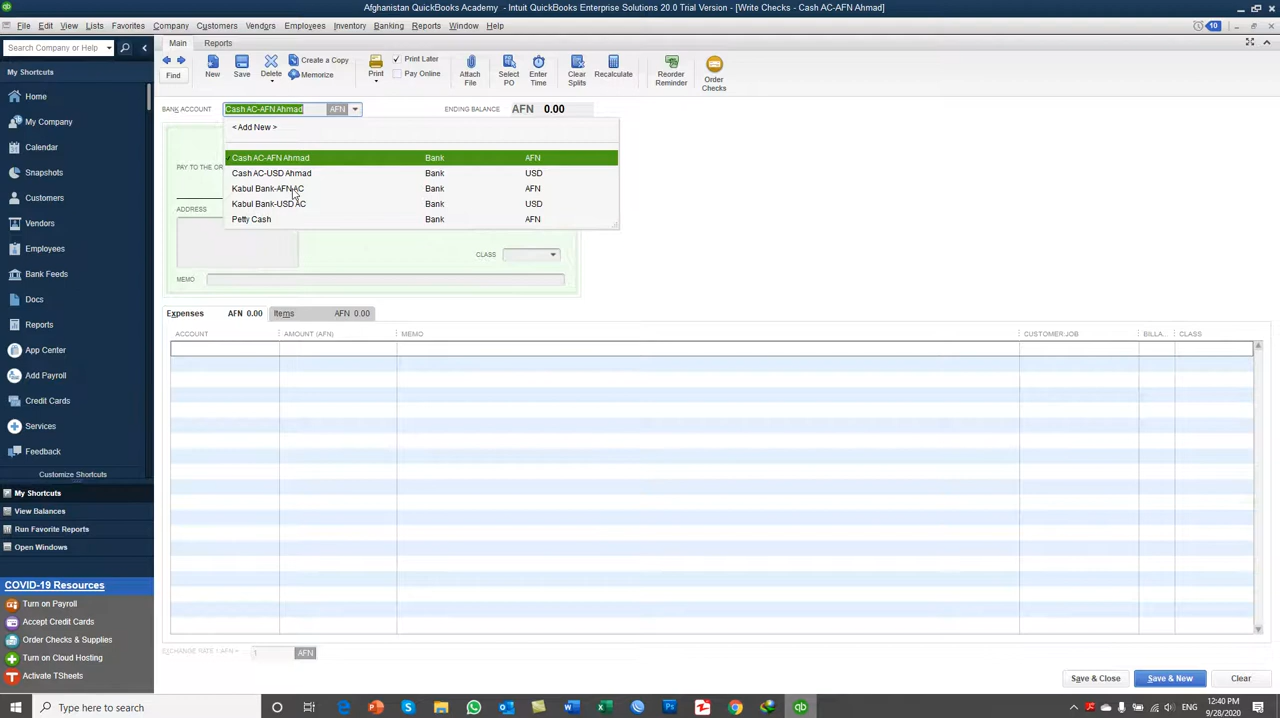 Afghanistan QuickBooks Academy - Intuit QuickBooks Enterprise Solutions 20.0 Trial Version - [Write Checks - Cash AC-AFN Ahmad]
File Edit View Lists Favorites Company Customers Vendors Employees Inventory Banking Reports Window Help 10
Search Company or Help
Main Reports
My Shortcuts
Home
My Company
Calendar
Snapshots
Customers
Vendors
Employees
Bank Feeds
Docs
Reports
App Center
Add Payroll
Credit Cards
Services
Feedback
Customize Shortcuts
My Shortcuts
View Balances
Run Favorite Reports
Open Windows
COVID-19 Resources
Turn on Payroll
Accept Credit Cards
Order Checks & Supplies
Turn on Cloud Hosting
Activate TSheets
Find New Save Delete Create a Copy Memorize Print Print Later Pay Online Attach File Select PO Enter Time Clear Splits Recalculate Reorder Reminder Order Checks
BANK ACCOUNT Cash AC-AFN Ahmad AFN ENDING BALANCE AFN 0.00
< Add New >
Cash AC-AFN Ahmad Bank AFN
Cash AC-USD Ahmad Bank USD
Kabul Bank-AFN AC Bank AFN
Kabul Bank-USD AC Bank USD
Petty Cash Bank AFN
PAY TO THE OR
ADDRESS
CLASS
MEMO
Expenses AFN 0.00 Items AFN 0.00
ACCOUNT AMOUNT (AFN) MEMO CUSTOMER:JOB BILLA... CLASS
EXCHANGE RATE 1 AFN = 1 AFN
Save & Close Save & New Clear
Type here to search
ENG
12:40 PM
9/28/2020